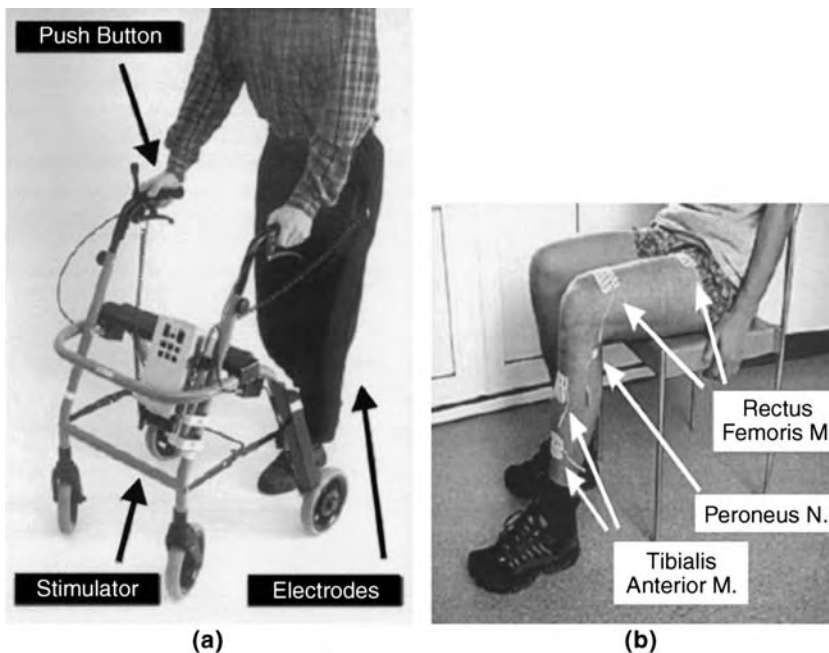 Push Button
Stimulator
Electrodes
(a)
Rectus
Femoris M
Peroneus N.
Tibialis
Anterior M.
(b)